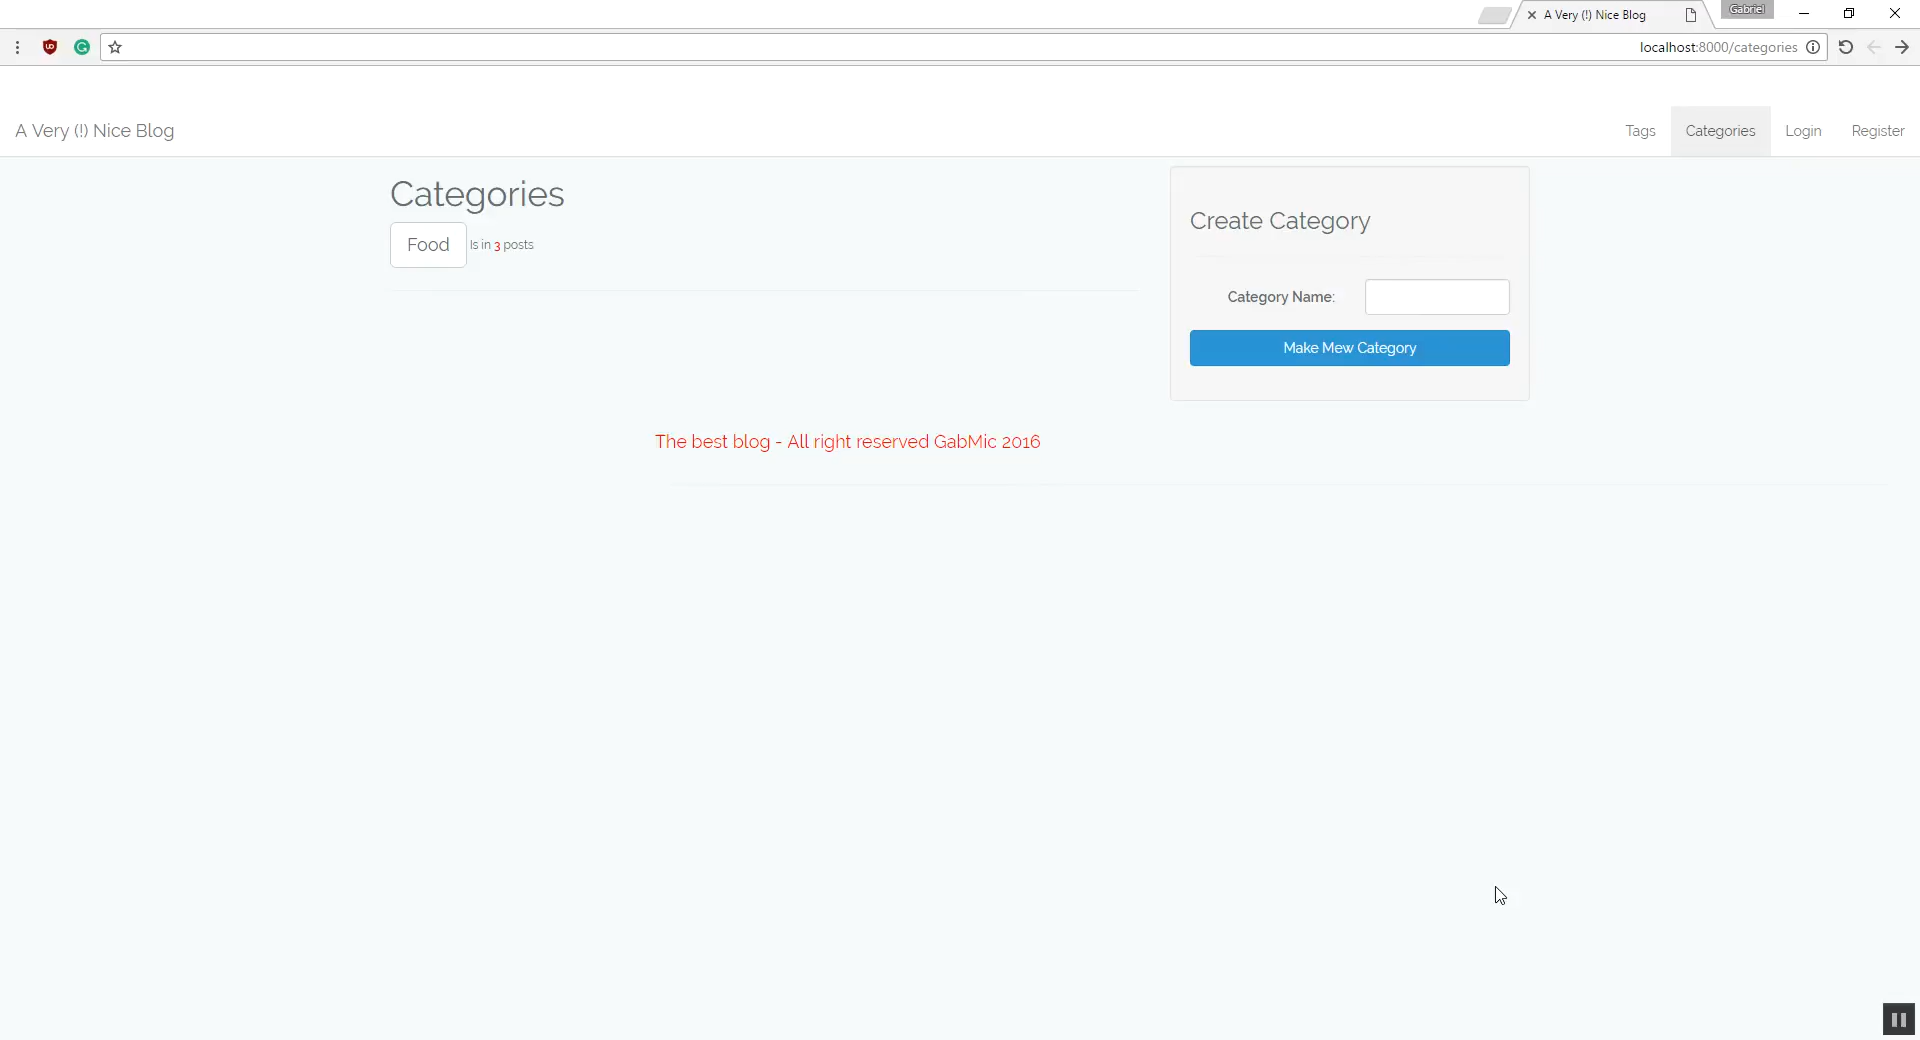 A Very (!) Nice Blog
Gabriel
localhost:8000/categories
A Very (!) Nice Blog
Tags
Categories
Login
Register
Categories
Food Is in 3 posts
Create Category
Category Name:
Make Mew Category
The best blog - All right reserved GabMic 2016